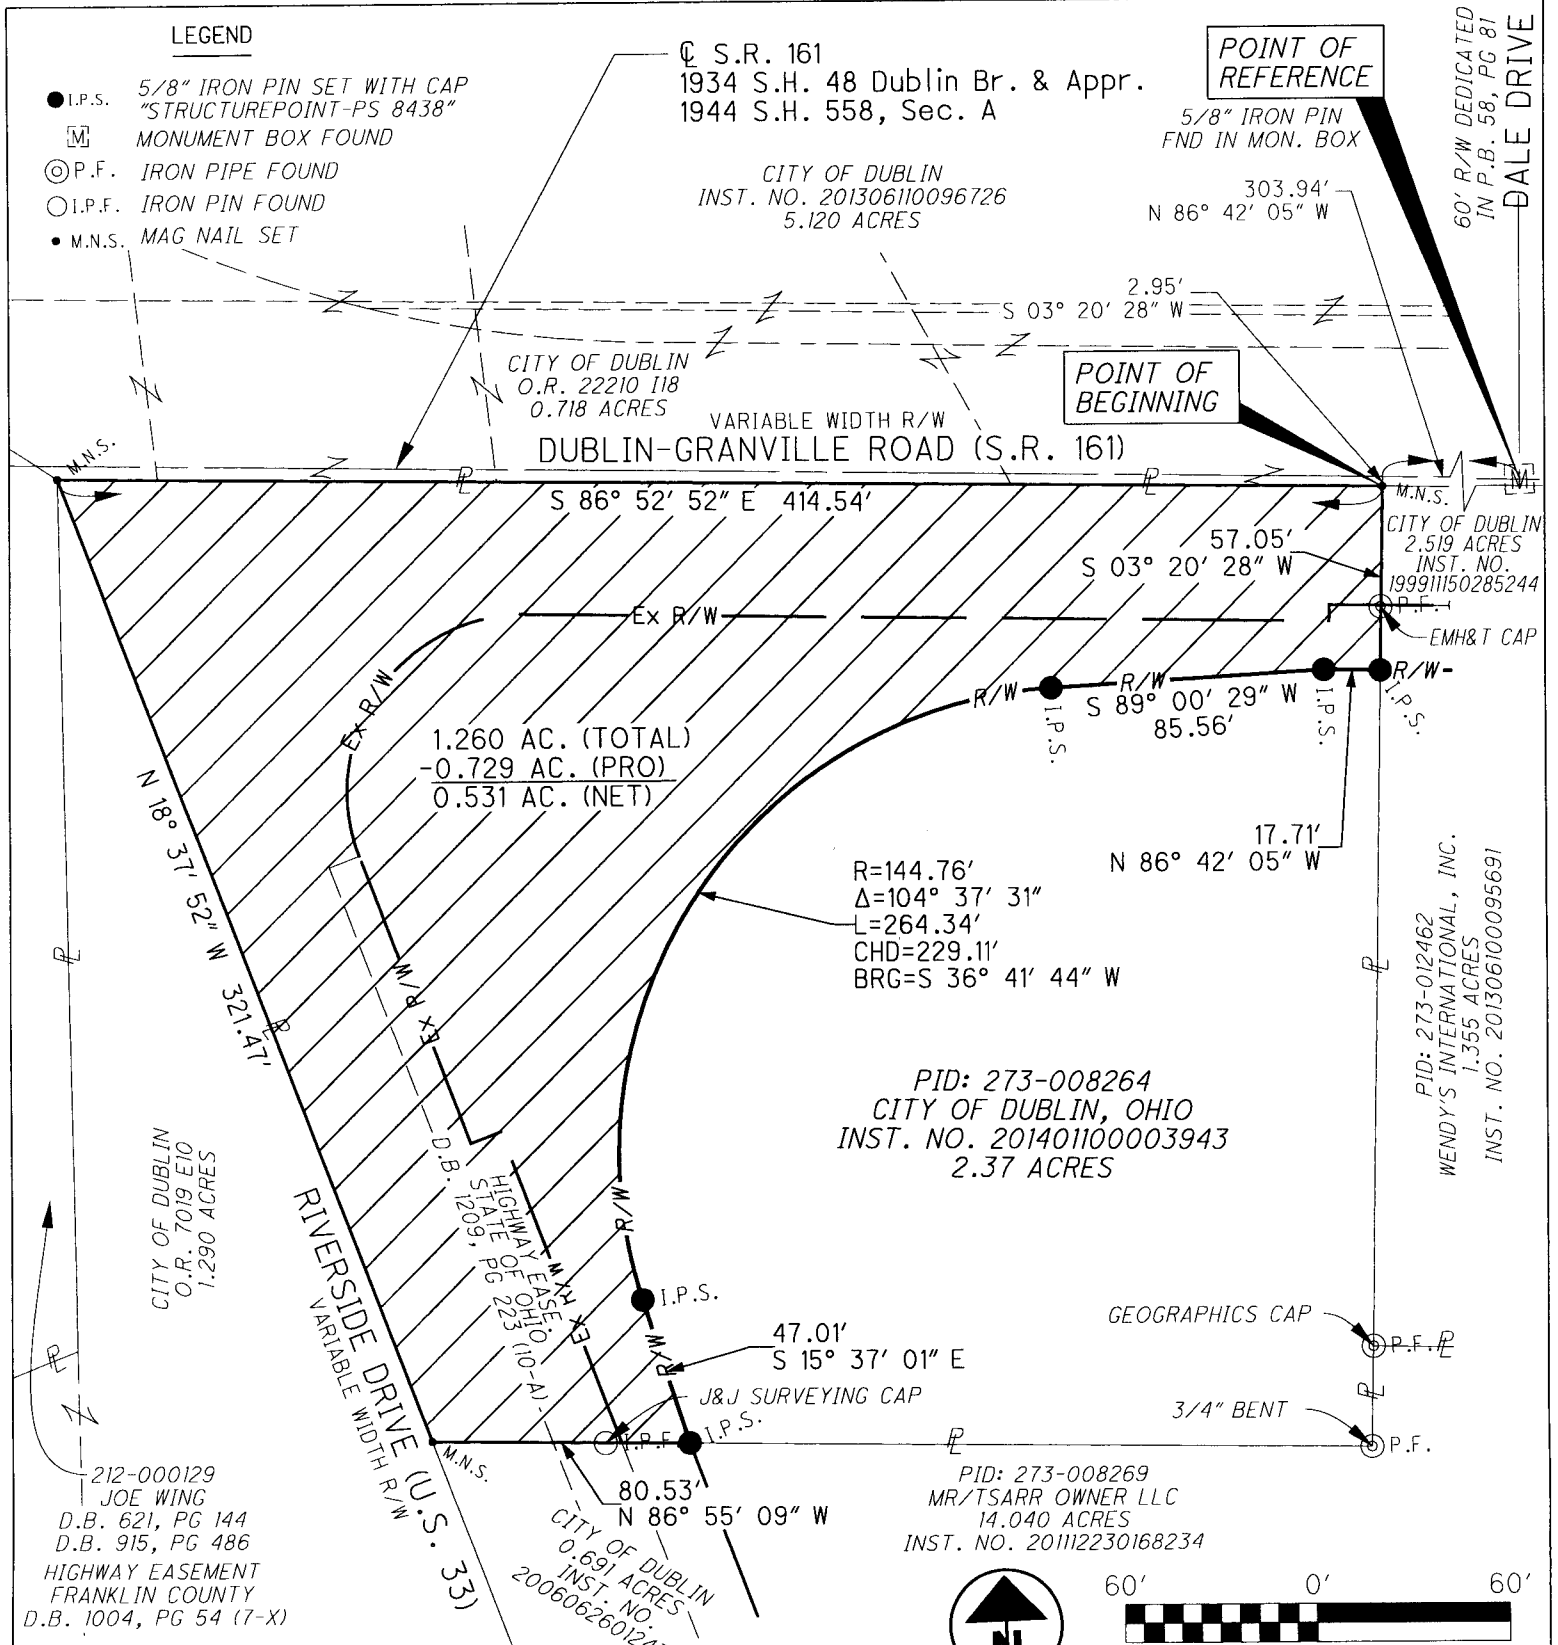 LEGEND
I.P.S. 5/8" IRON PIN SET WITH CAP
"STRUCTUREPOINT-PS 8438"
M MONUMENT BOX FOUND
P.F. IRON PIPE FOUND
I.P.F. IRON PIN FOUND
M.N.S. MAG NAIL SET
℄ S.R. 161
1934 S.H. 48 Dublin Br. & Appr.
1944 S.H. 558, Sec. A
POINT OF
REFERENCE
5/8" IRON PIN
FND IN MON. BOX
60' R/W DEDICATED
IN P.B. 58, PG 81
DALE DRIVE
CITY OF DUBLIN
INST. NO. 201306110096726
5.120 ACRES
303.94'
N 86° 42' 05" W
2.95'
S 03° 20' 28" W
CITY OF DUBLIN
O.R. 22210 I18
0.718 ACRES
POINT OF
BEGINNING
VARIABLE WIDTH R/W
DUBLIN-GRANVILLE ROAD (S.R. 161)
M.N.S.
PL
PL
M.N.S.
M
S 86° 52' 52" E 414.54'
CITY OF DUBLIN
2.519 ACRES
INST. NO.
199911150285244
57.05'
S 03° 20' 28" W
Ex R/W
P.F.
EMH&T CAP
Ex R/W
R/W
R/W
R/W
I.P.S.
I.P.S.
I.P.S.
S 89° 00' 29" W
85.56'
1.260 AC. (TOTAL)
-0.729 AC. (PRO)
0.531 AC. (NET)
N 18° 37' 52" W 321.47'
17.71'
N 86° 42' 05" W
R=144.76'
Δ=104° 37' 31"
L=264.34'
CHD=229.11'
BRG=S 36° 41' 44" W
PID: 273-012462
WENDY'S INTERNATIONAL, INC.
1.355 ACRES
INST. NO. 201306100095691
PL
PL
PL
Ex R/W
PID: 273-008264
CITY OF DUBLIN, OHIO
INST. NO. 201401100003943
2.37 ACRES
CITY OF DUBLIN
O.R. 7019 E10
1.290 ACRES
RIVERSIDE DRIVE (U.S. 33)
VARIABLE WIDTH R/W
HIGHWAY EASE.
STATE OF OHIO
D.B. 1209, PG 223 (10-A)
Ex R/W
R/W
I.P.S.
R/W
47.01'
S 15° 37' 01" E
GEOGRAPHICS CAP
P.F.
PL
PL
PL
J&J SURVEYING CAP
I.P.F.
I.P.S.
3/4" BENT
P.F.
PL
M.N.S.
80.53'
N 86° 55' 09" W
212-000129
JOE WING
D.B. 621, PG 144
D.B. 915, PG 486
HIGHWAY EASEMENT
FRANKLIN COUNTY
D.B. 1004, PG 54 (7-X)
PID: 273-008269
MR/TSARR OWNER LLC
14.040 ACRES
INST. NO. 201112230168234
CITY OF DUBLIN
0.691 ACRES
INST. NO.
60' 0' 60'
N